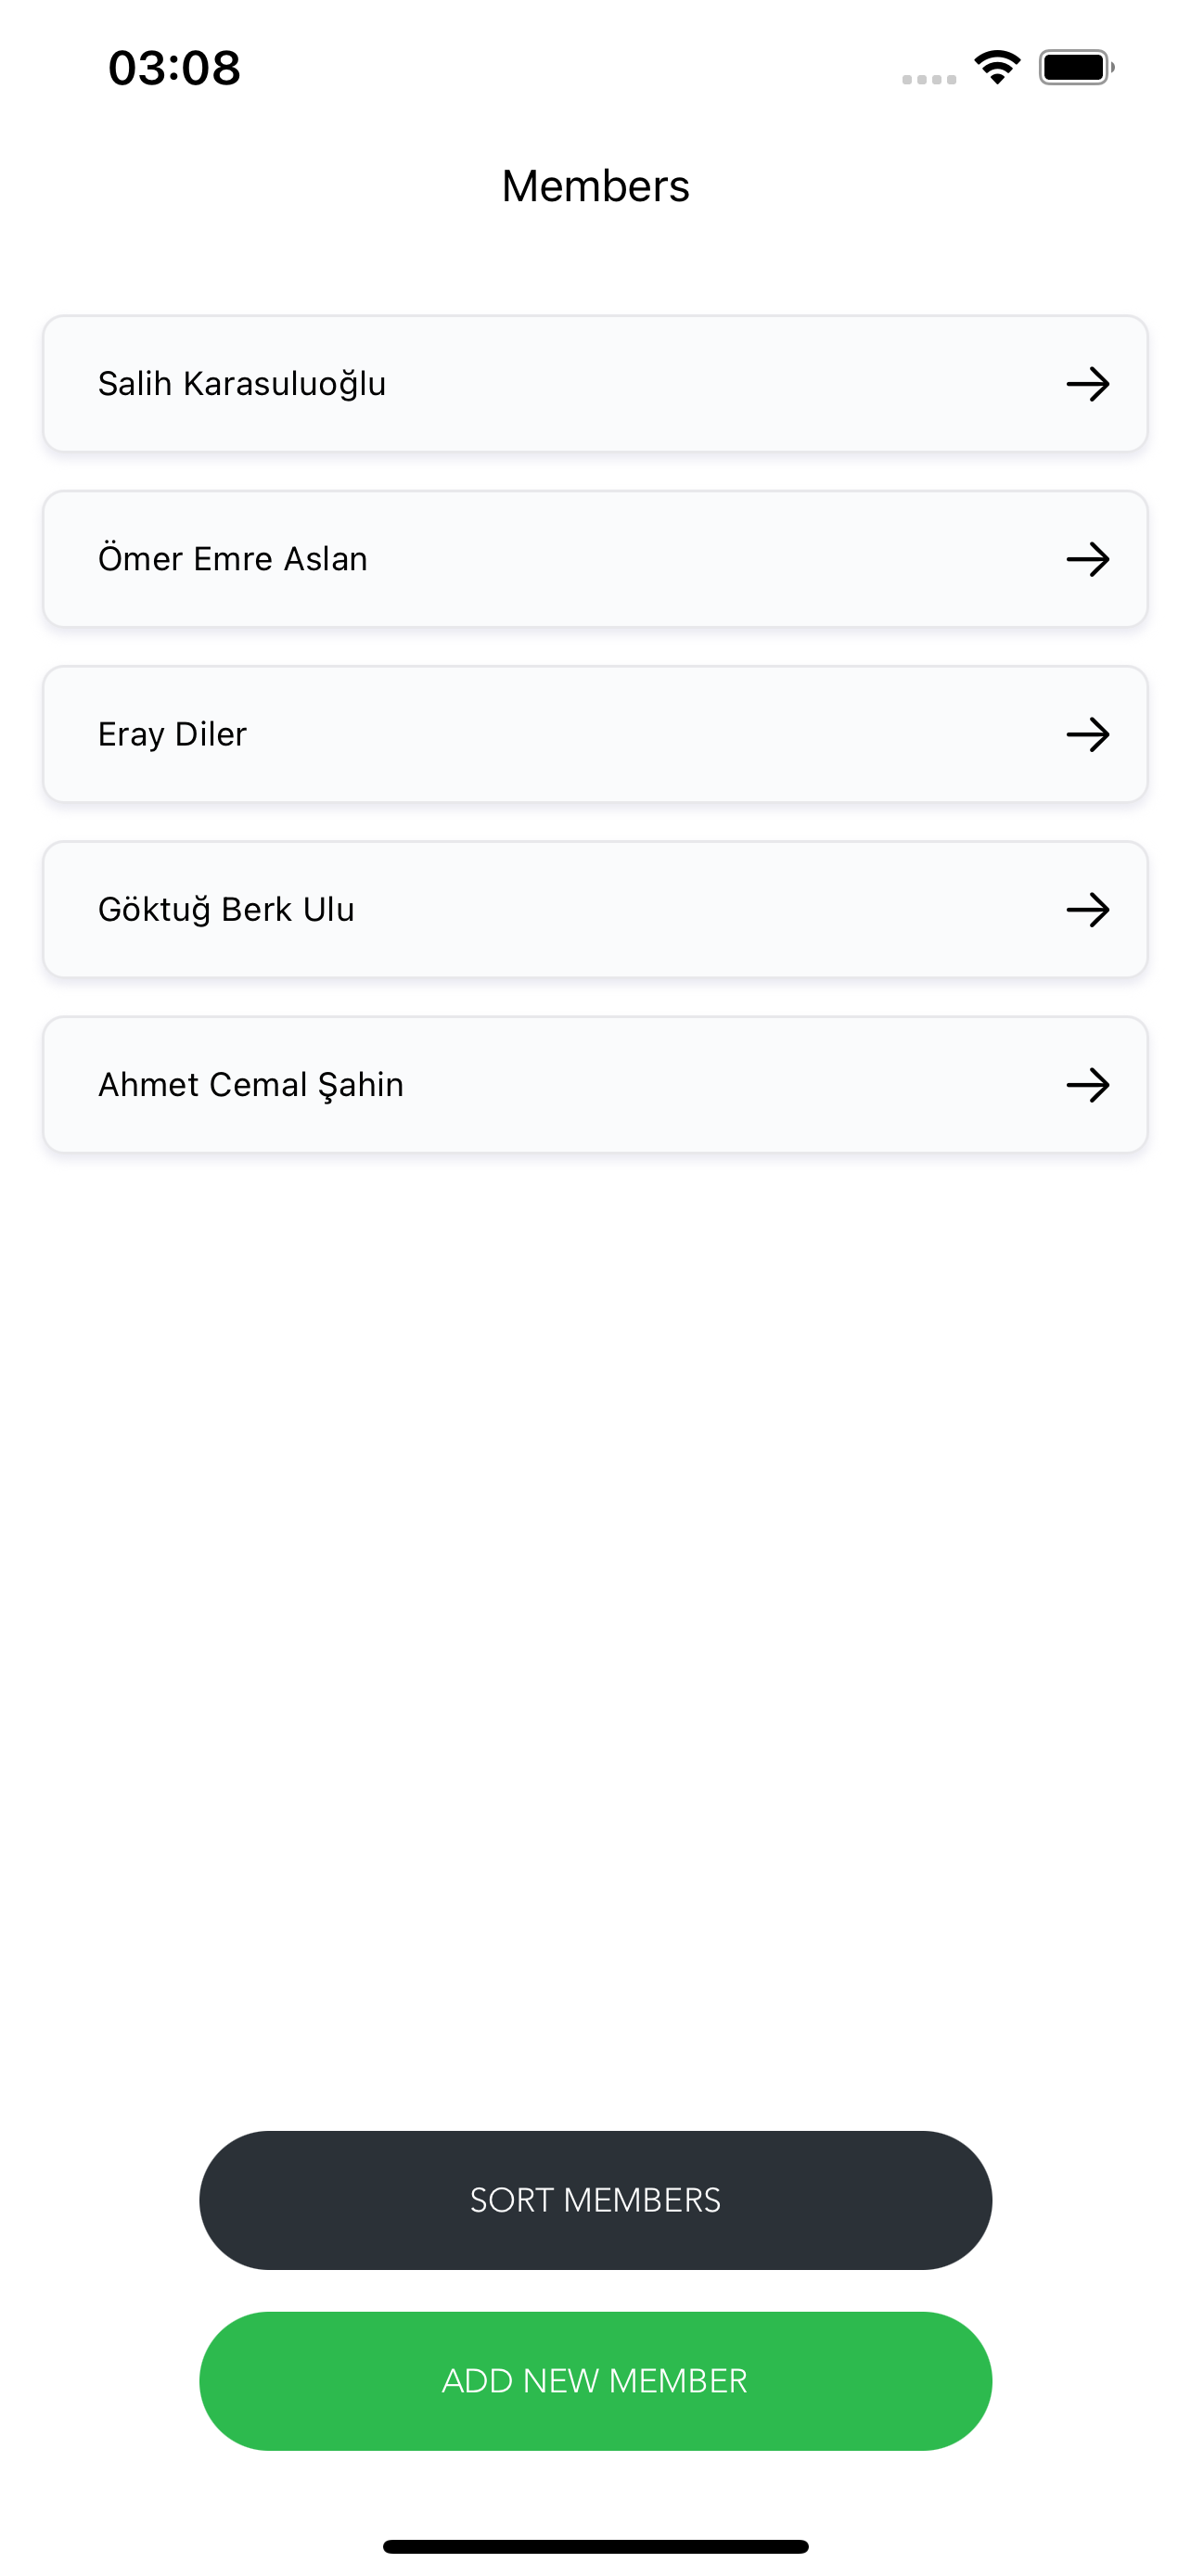 03:08
Members
Salih Karasuluoğlu
Ömer Emre Aslan
Eray Diler
Göktuğ Berk Ulu
Ahmet Cemal Şahin
SORT MEMBERS
ADD NEW MEMBER